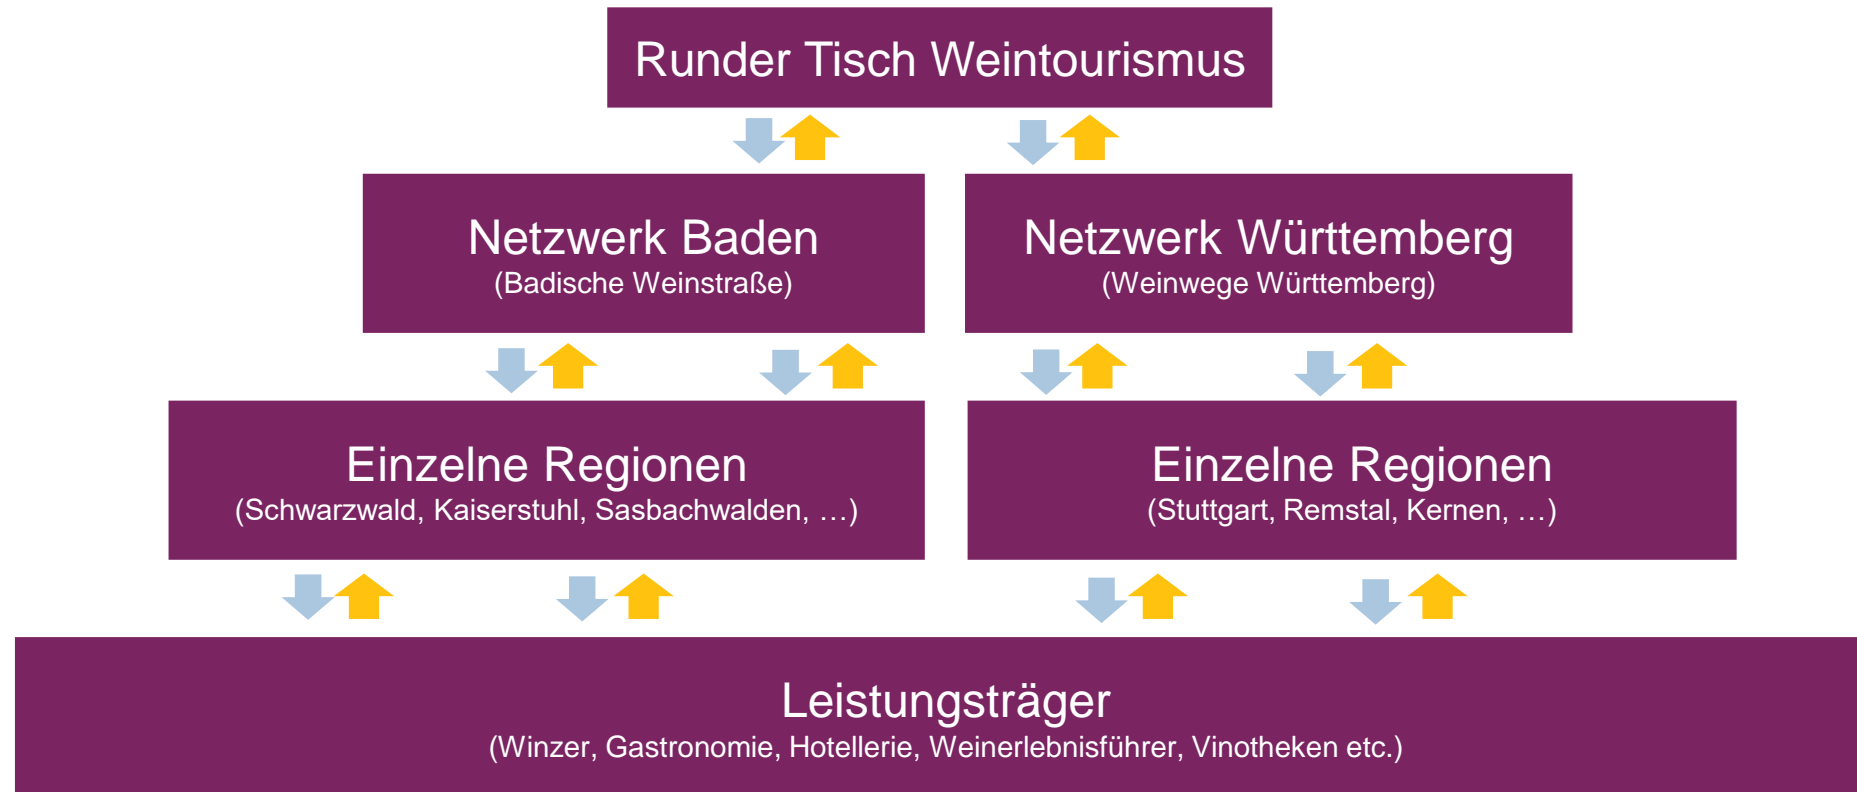 Runder Tisch Weintourismus
Netzwerk Baden
(Badische Weinstraße)
Netzwerk Württemberg
(Weinwege Württemberg)
Einzelne Regionen
(Schwarzwald, Kaiserstuhl, Sasbachwalden, …)
Einzelne Regionen
(Stuttgart, Remstal, Kernen, …)
Leistungsträger
(Winzer, Gastronomie, Hotellerie, Weinerlebnisführer, Vinotheken etc.)